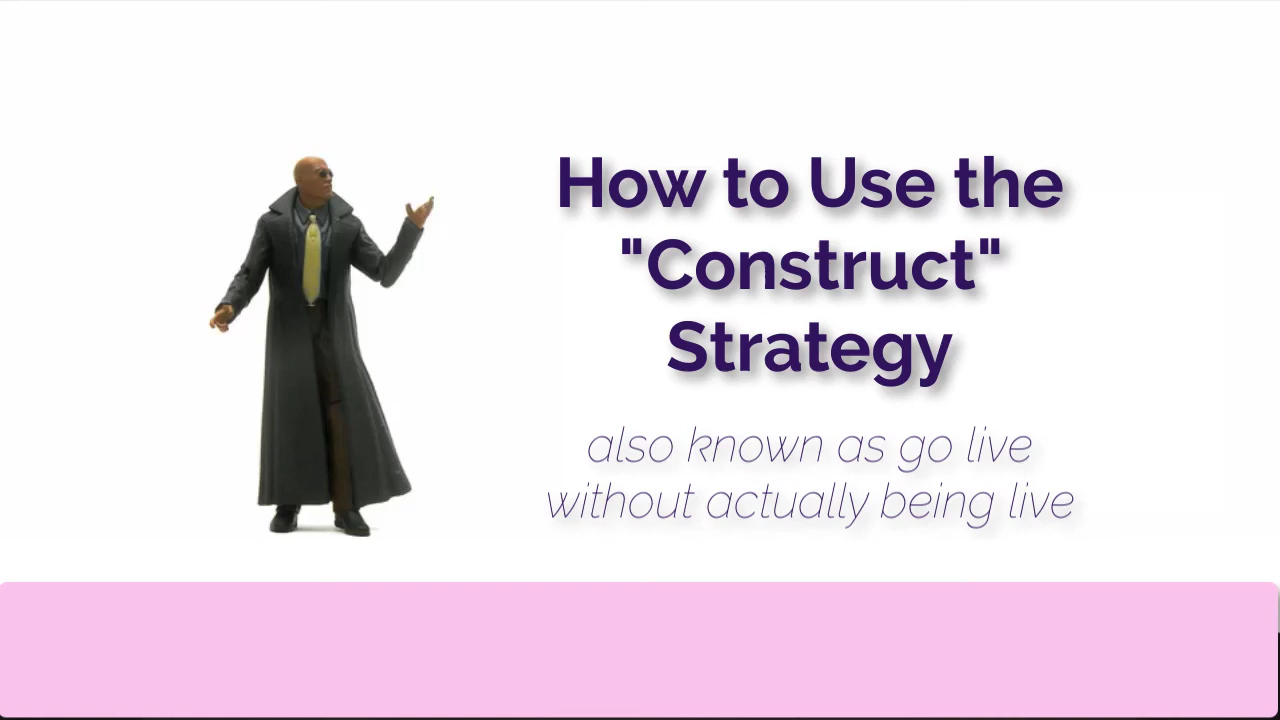 How to Use the
"Construct"
Strategy
also known as go live
without actually being live